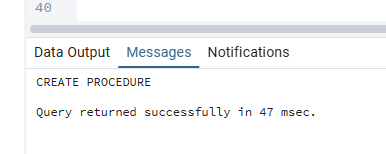 40
Data Output Messages Notifications
CREATE PROCEDURE
Query returned successfully in 47 msec.